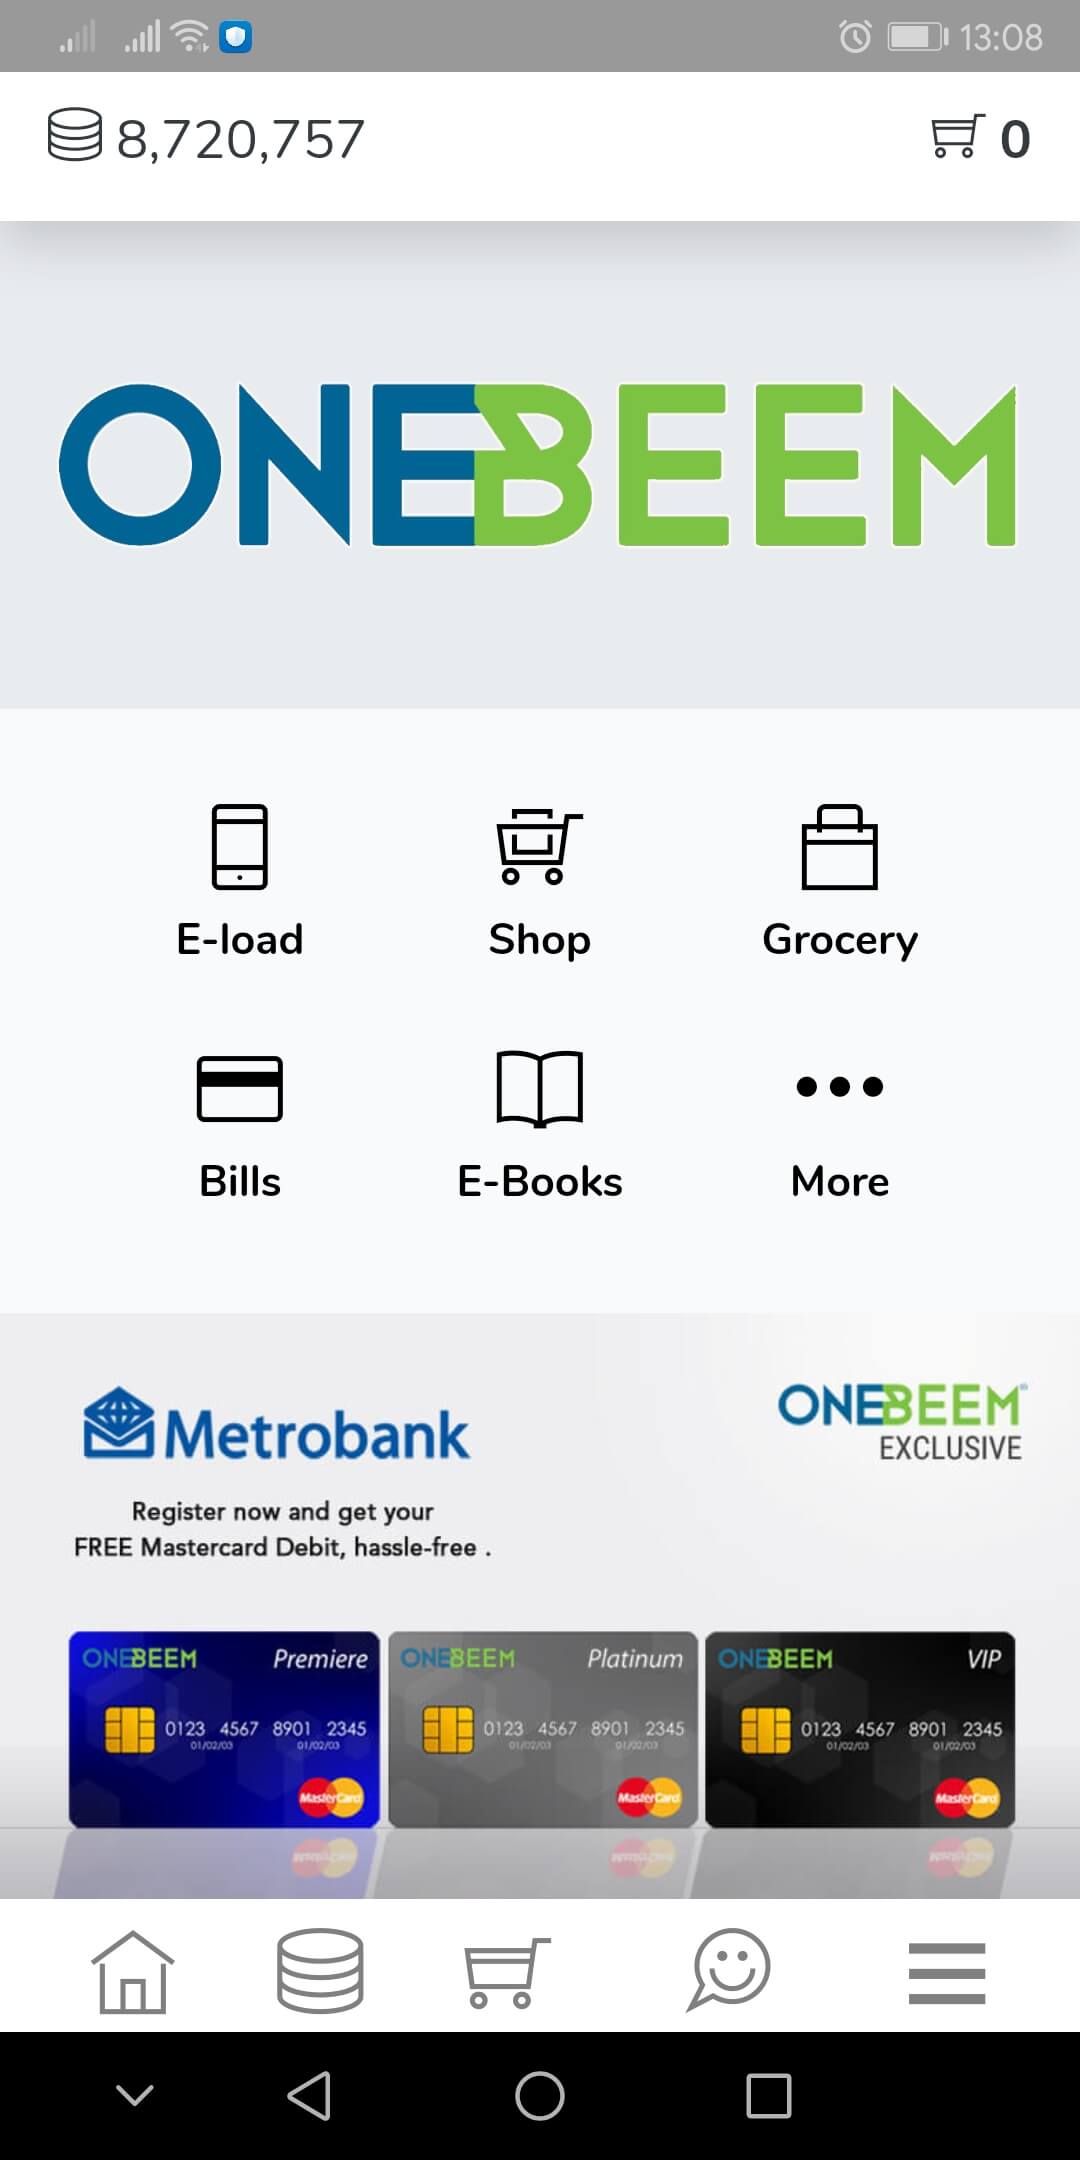 13:08
8,720,757
0
ONEBEEM
E-load
Shop
Grocery
Bills
E-Books
More
Metrobank
ONEBEEM
EXCLUSIVE
Register now and get your
FREE Mastercard Debit, hassle-free .
ONEBEEM Premiere
0123 4567 8901 2345
01/02/03 01/02/03
MasterCard
ONEBEEM Platinum
0123 4567 8901 2345
01/02/03 01/02/03
MasterCard
ONEBEEM VIP
0123 4567 8901 2345
01/02/03 01/02/03
MasterCard